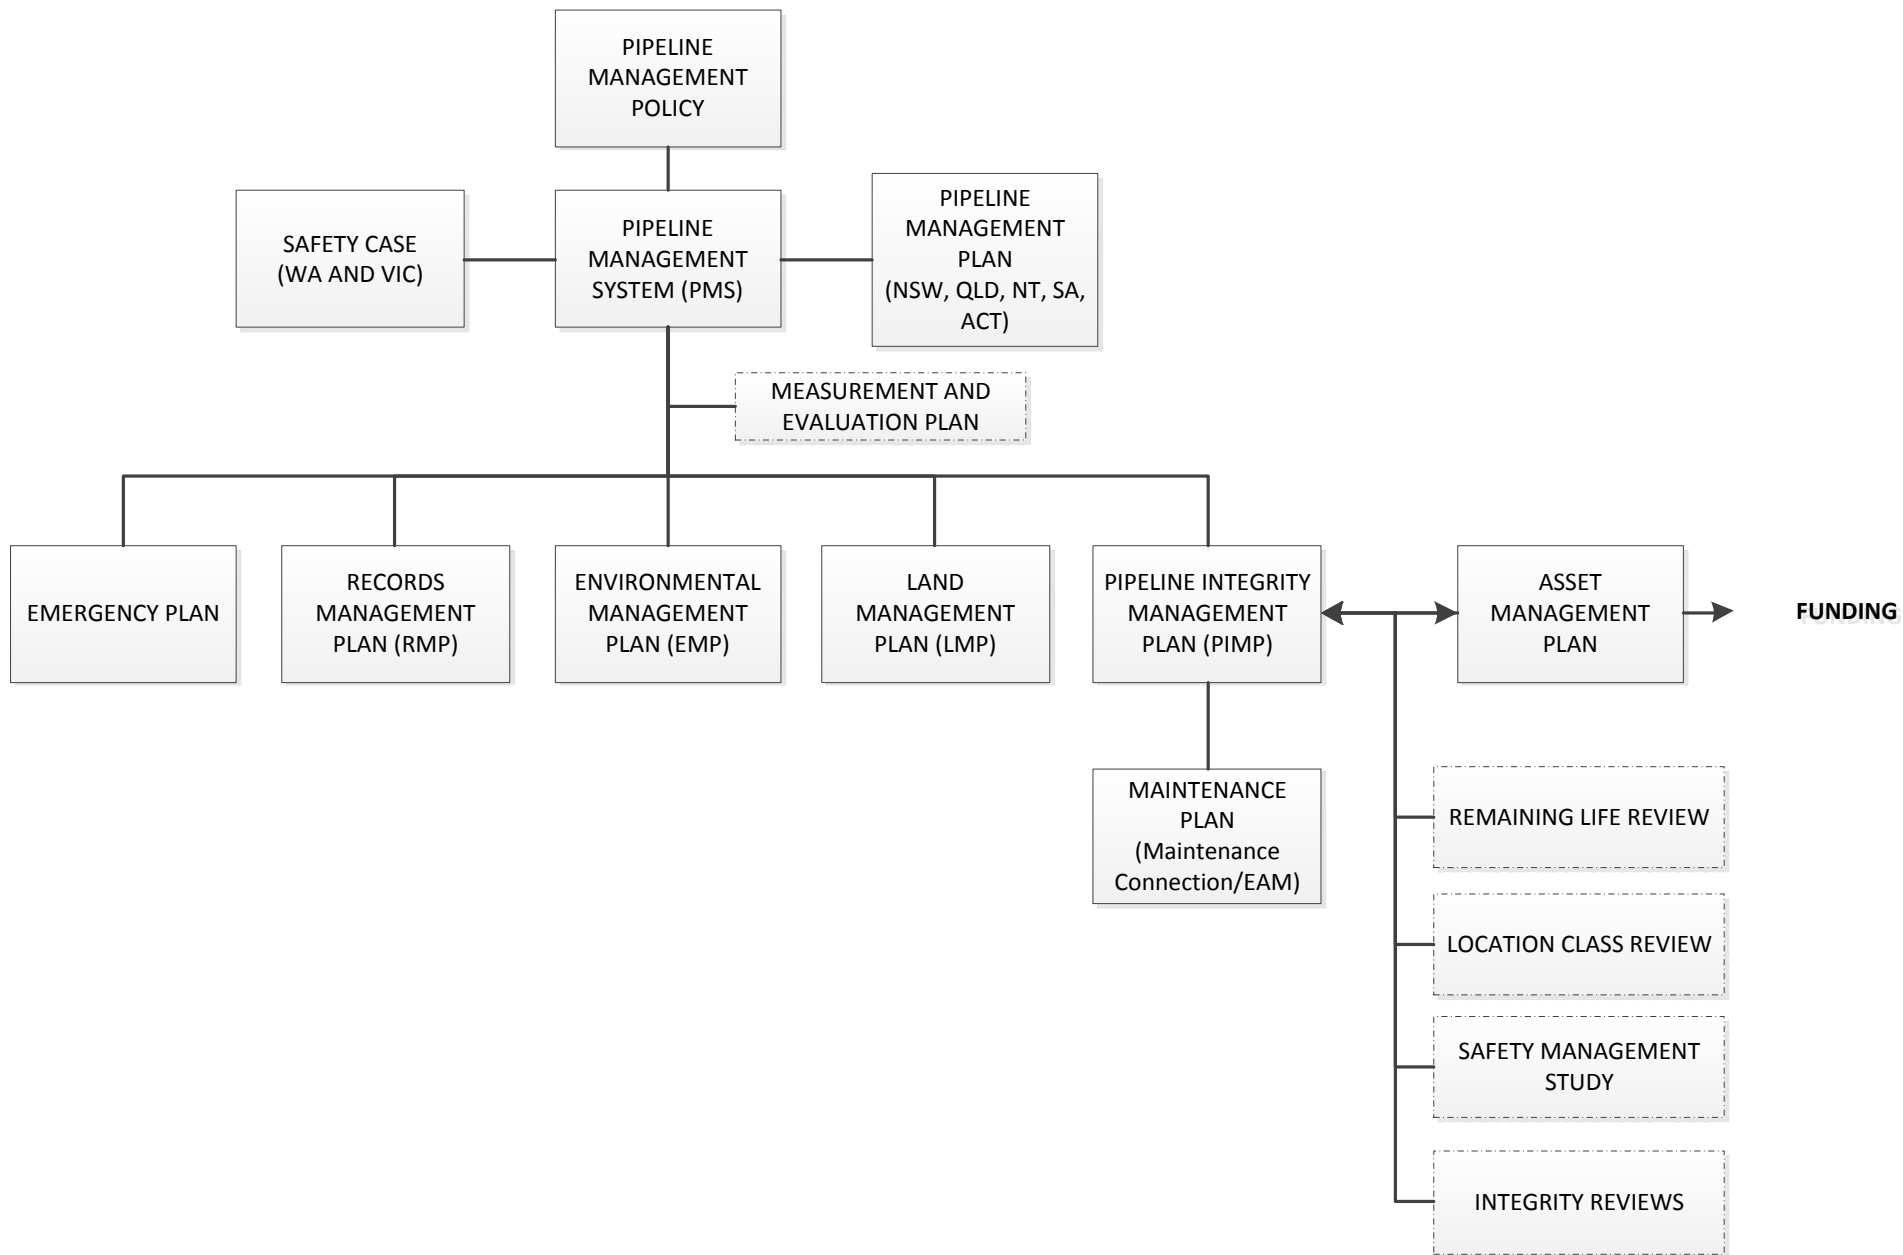 PIPELINE
MANAGEMENT
POLICY
SAFETY CASE
(WA AND VIC)
PIPELINE
MANAGEMENT
SYSTEM (PMS)
PIPELINE
MANAGEMENT
PLAN
(NSW, QLD, NT, SA,
ACT)
MEASUREMENT AND
EVALUATION PLAN
EMERGENCY PLAN
RECORDS
MANAGEMENT
PLAN (RMP)
ENVIRONMENTAL
MANAGEMENT
PLAN (EMP)
LAND
MANAGEMENT
PLAN (LMP)
PIPELINE INTEGRITY
MANAGEMENT
PLAN (PIMP)
ASSET
MANAGEMENT
PLAN
FUNDING
MAINTENANCE
PLAN
(Maintenance
Connection/EAM)
REMAINING LIFE REVIEW
LOCATION CLASS REVIEW
SAFETY MANAGEMENT
STUDY
INTEGRITY REVIEWS